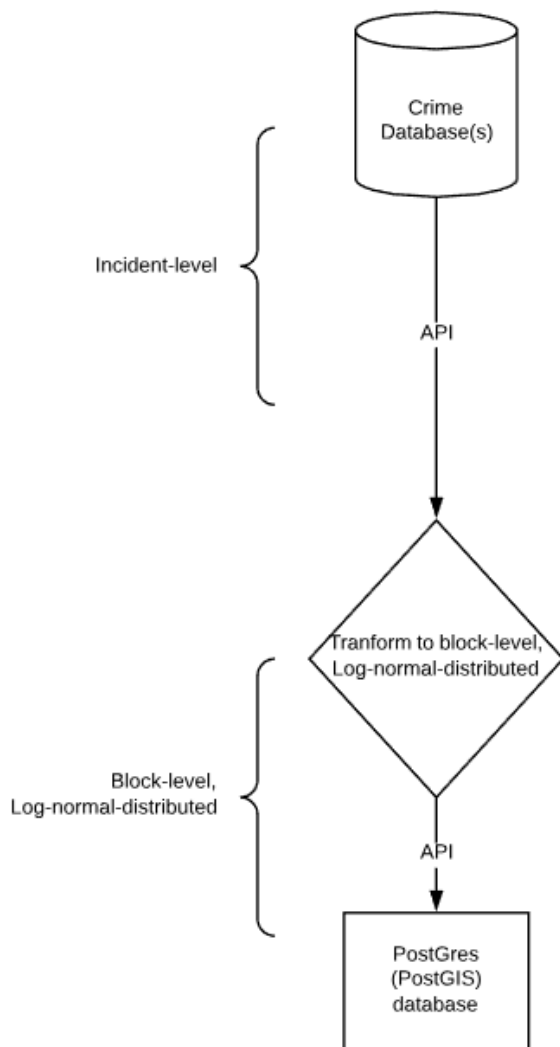 Crime
Database(s)
Incident-level
API
Tranform to block-level,
Log-normal-distributed
Block-level,
Log-normal-distributed
API
PostGres
(PostGIS)
database